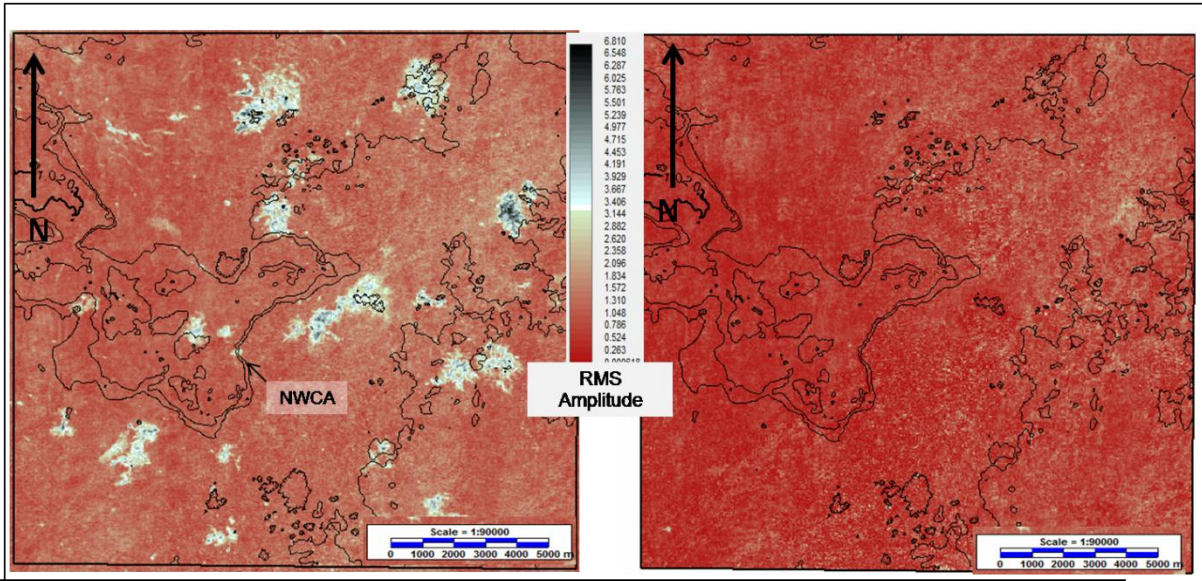 N
NWCA
Scale = 1:90000
0 1000 2000 3000 4000 5000 m
6.810
6.548
6.287
6.025
5.763
5.501
5.239
4.977
4.715
4.453
4.191
3.929
3.667
3.406
3.144
2.882
2.620
2.358
2.096
1.834
1.572
1.310
1.048
0.786
0.524
0.263
RMS
Amplitude
N
Scale = 1:90000
0 1000 2000 3000 4000 5000 m